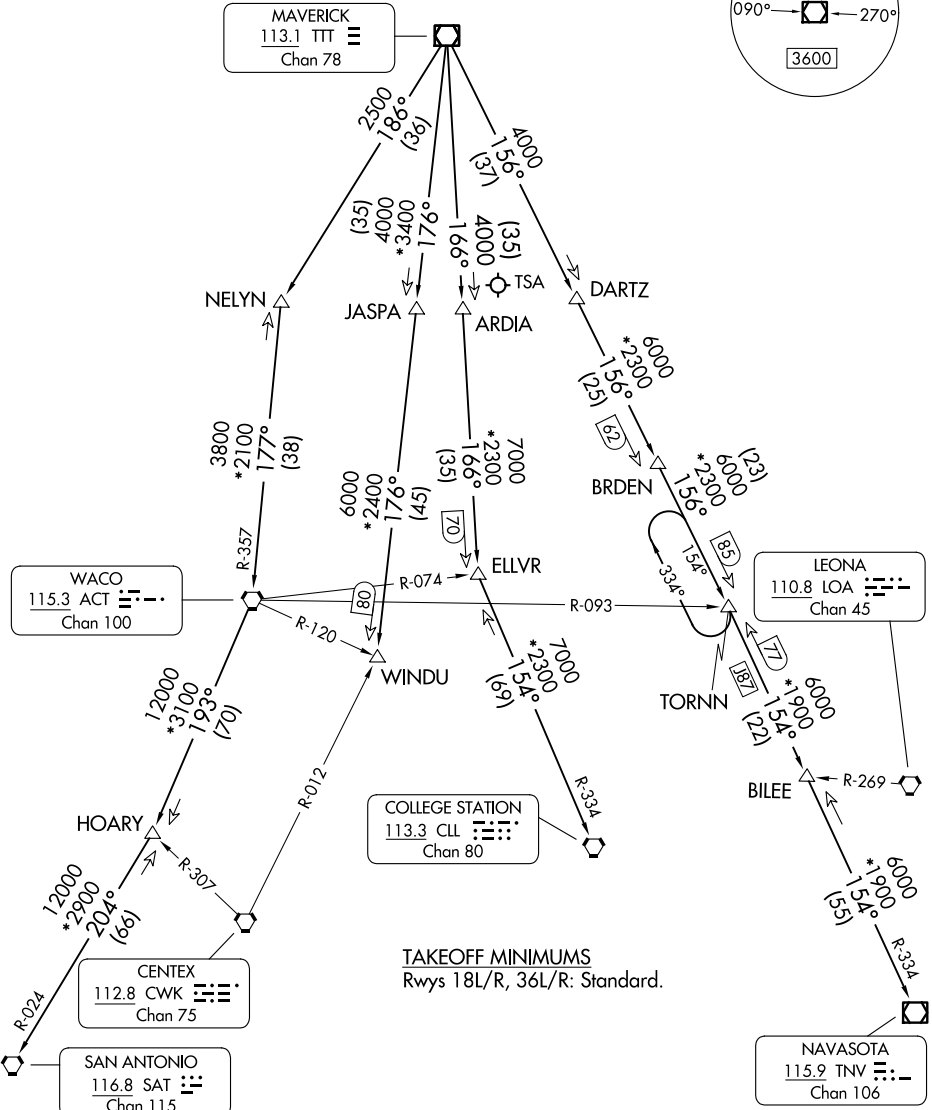 MAVERICK
113.1 TTT
Chan 78
090°
270°
3600
2500
186°
(36)
(35)
4000
*3400
176°
(35)
4000
166°
4000
156°
(37)
TSA
NELYN
JASPA
ARDIA
DARTZ
3800
*2100
177°
(38)
6000
*2400
176°
(45)
7000
*2300
166°
(35)
6000
*2300
156°
(25)
62
BRDEN
(23)
6000
*2300
156°
85
154°
334°
70
80
R-357
WACO
115.3 ACT
Chan 100
R-074
ELLVR
R-093
R-120
WINDU
LEONA
110.8 LOA
Chan 45
TORNN
77
J87
6000
*1900
154°
(22)
7000
*2300
154°
(69)
12000
*3100
193°
(70)
R-012
R-334
BILEE
R-269
HOARY
R-307
COLLEGE STATION
113.3 CLL
Chan 80
12000
*2900
204°
(66)
6000
*1900
154°
(55)
R-334
TAKEOFF MINIMUMS
Rwys 18L/R, 36L/R: Standard.
CENTEX
112.8 CWK
Chan 75
R-024
SAN ANTONIO
116.8 SAT
Chan 115
NAVASOTA
115.9 TNV
Chan 106